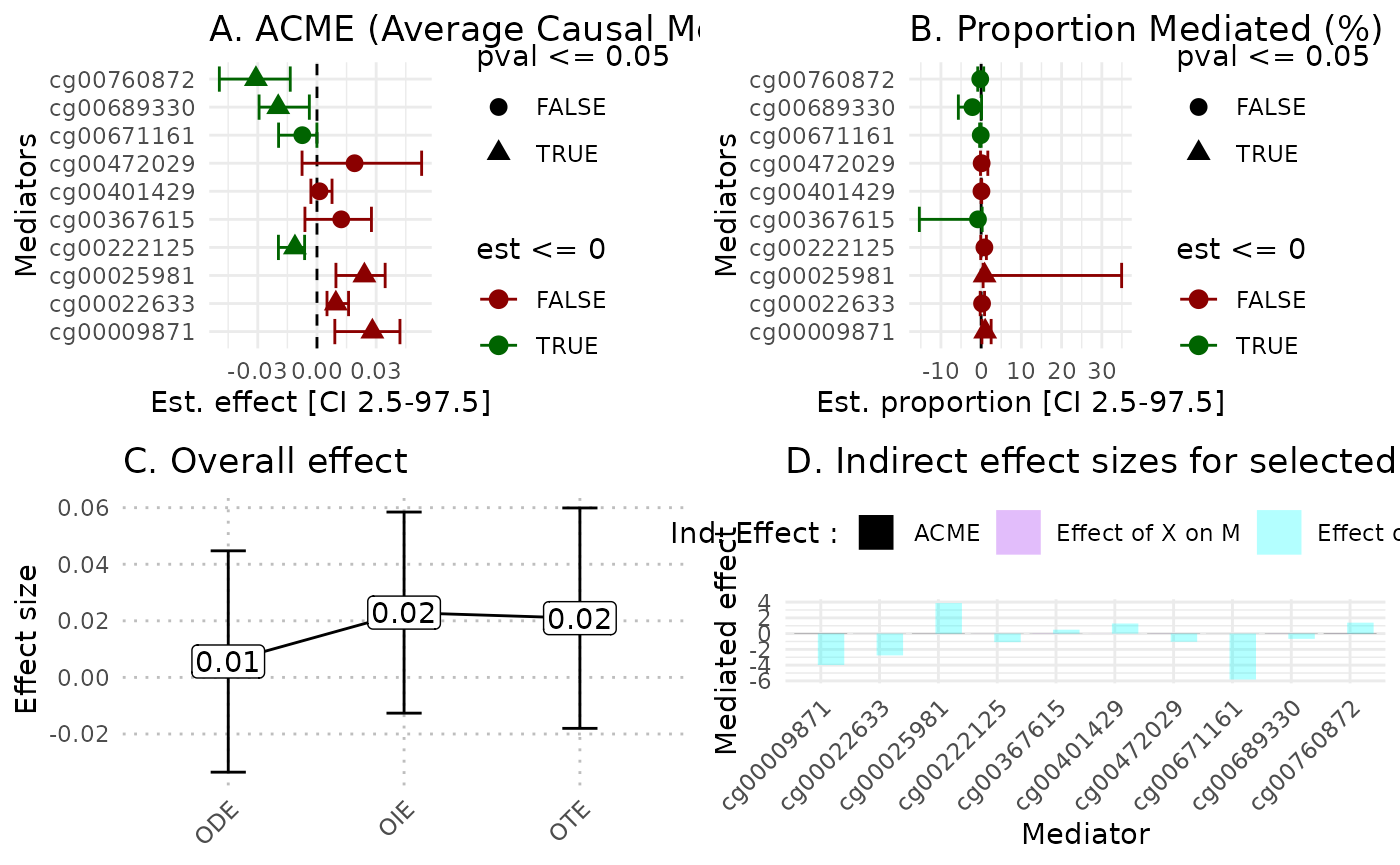 A. ACME (Average Causal
pval <= 0.05
FALSE
TRUE
est <= 0
FALSE
TRUE
Mediators
cg00760872
cg00689330
cg00671161
cg00472029
cg00401429
cg00367615
cg00222125
cg00025981
cg00022633
cg00009871
-0.03 0.00 0.03
Est. effect [CI 2.5-97.5]
B. Proportion Mediated (%)
pval <= 0.05
FALSE
TRUE
est <= 0
FALSE
TRUE
Mediators
cg00760872
cg00689330
cg00671161
cg00472029
cg00401429
cg00367615
cg00222125
cg00025981
cg00022633
cg00009871
-10 0 10 20 30
Est. proportion [CI 2.5-97.5]
C. Overall effect
Effect size
0.06
0.04
0.02
0.00
-0.02
0.01
0.02
0.02
ODE
OIE
OTE
D. Indirect effect sizes for selected
Ind. Effect :
ACME
Effect of X on M
Effect
Mediated effect
4
2
0
-2
-4
-6
cg00009871
cg00022633
cg00025981
cg00222125
cg00367615
cg00401429
cg00472029
cg00671161
cg00689330
cg00760872
Mediator